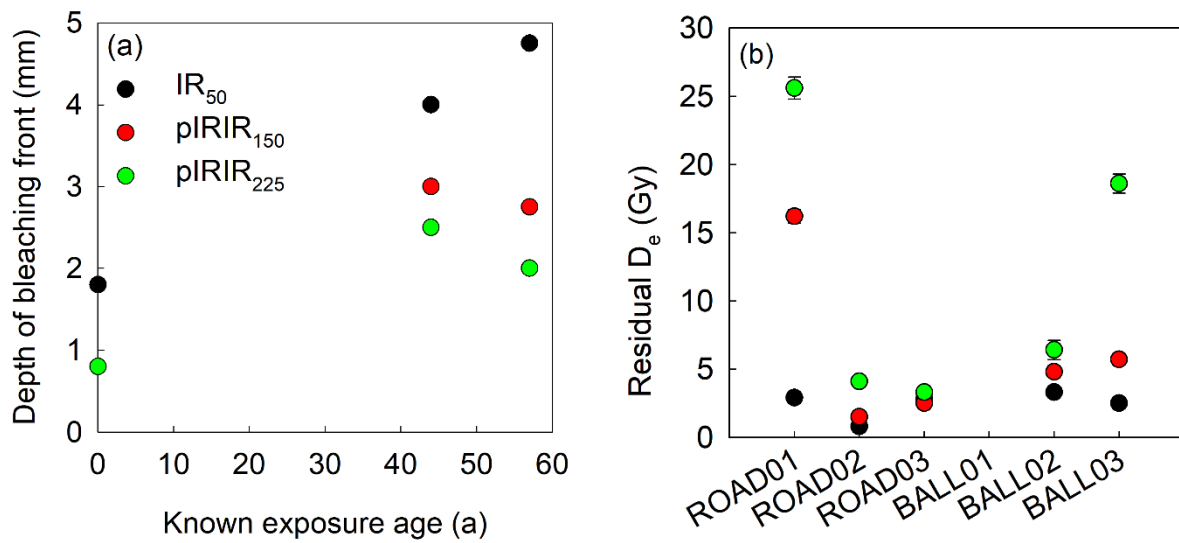 (a)
IR50
pIRIR150
pIRIR225
Depth of bleaching front (mm)
5
4
3
2
1
0
0 10 20 30 40 50 60
Known exposure age (a)
(b)
Residual De (Gy)
30
25
20
15
10
5
0
ROAD01 ROAD02 ROAD03 BALL01 BALL02 BALL03